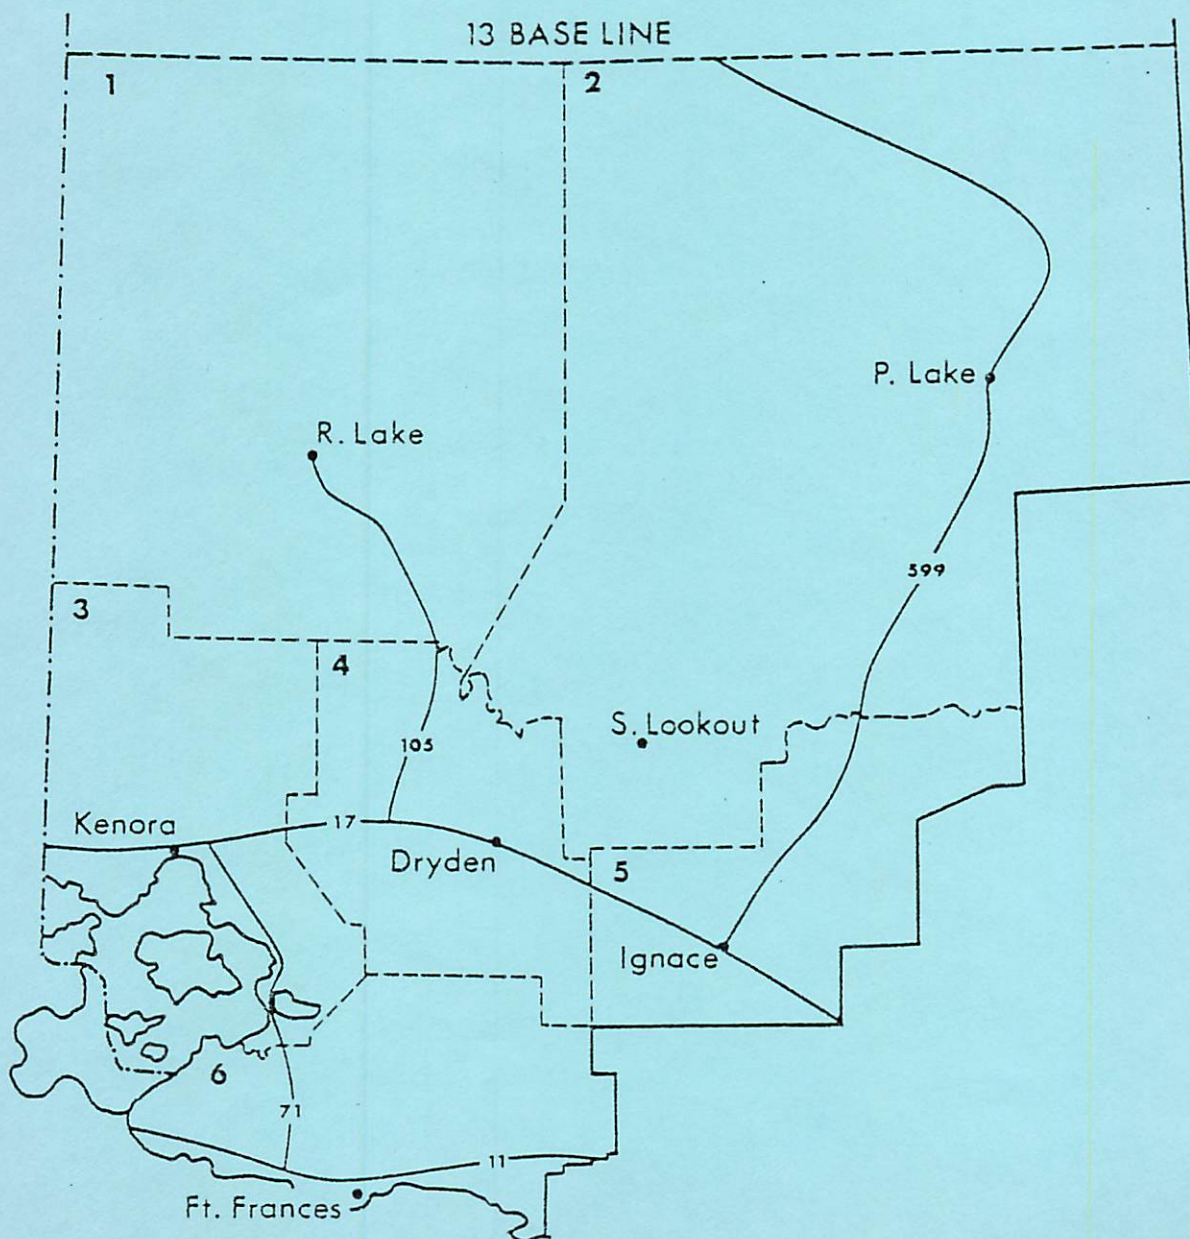 13 BASE LINE
1
2
P. Lake
R. Lake
599
3
4
S. Lookout
105
Kenora
17
Dryden
5
Ignace
6
71
11
Ft. Frances